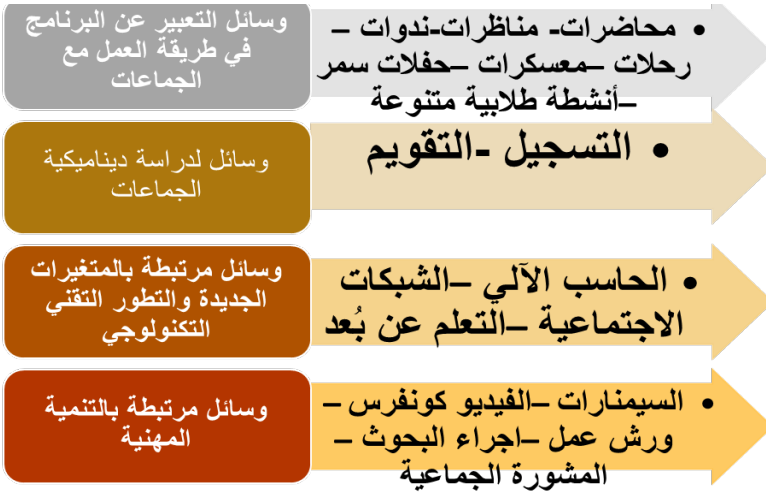 وسائل التعبير عن البرنامج
في طريقة العمل مع
الجماعات
• محاضرات- مناظرات-ندوات –
رحلات –معسكرات –حفلات سمر
–أنشطة طلابية متنوعة
وسائل لدراسة ديناميكية
الجماعات
• التسجيل -التقويم
وسائل مرتبطة بالمتغيرات
الجديدة والتطور التقني
التكنولوجي
• الحاسب الآلي –الشبكات
الاجتماعية –التعلم عن بُعد
وسائل مرتبطة بالتنمية
المهنية
• السيمنارات –الفيديو كونفرس –
ورش عمل –اجراء البحوث –
المشورة الجماعية